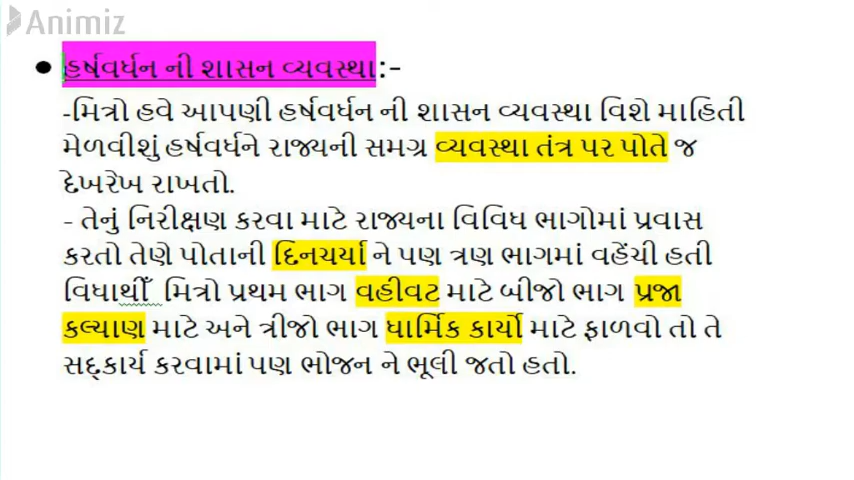 Animiz
• હર્ષવર્ધન ની શાસન વ્યવસ્થા:-
-મિત્રો હવે આપણી હર્ષવર્ધન ની શાસન વ્યવસ્થા વિશે માહિતી
મેળવીશું હર્ષવર્ધને રાજ્યની સમગ્ર વ્યવસ્થા તંત્ર પર પોતે જ
દેખરેખ રાખતો.
- તેનું નિરીક્ષણ કરવા માટે રાજ્યના વિવિધ ભાગોમાં પ્રવાસ
કરતો તેણે પોતાની દિનચર્યા ને પણ ત્રણ ભાગમાં વહેંચી હતી
વિધાર્થીઁ મિત્રો પ્રથમ ભાગ વહીવટ માટે બીજો ભાગ પ્રજા
કલ્યાણ માટે અને ત્રીજો ભાગ ધાર્મિક કાર્યો માટે ફાળવો તો તે
સદ્કાર્ય કરવામાં પણ ભોજન ને ભૂલી જતો હતો.